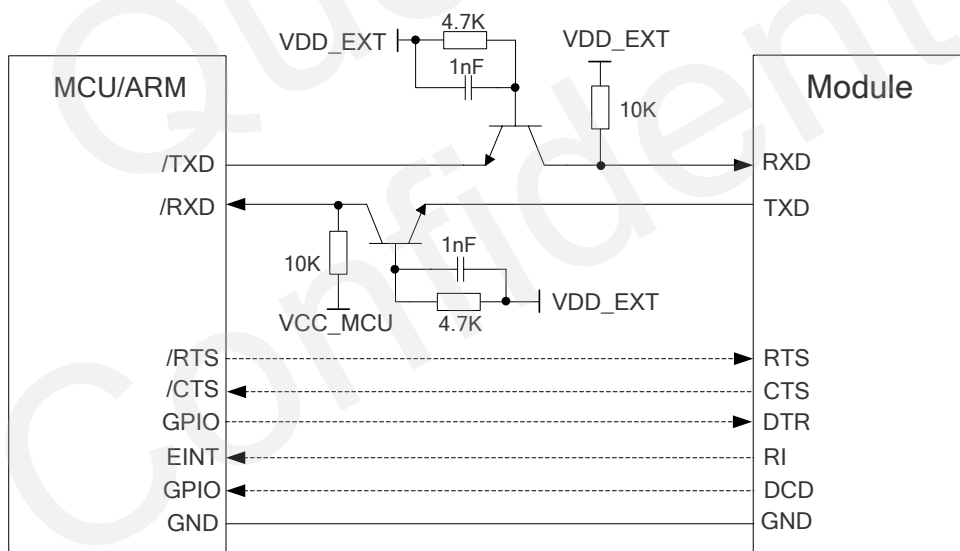 4.7K
VDD_EXT
VDD_EXT
MCU/ARM
1nF
Module
10K
/TXD
RXD
/RXD
TXD
1nF
10K
VDD_EXT
VCC_MCU
4.7K
/RTS
RTS
/CTS
CTS
GPIO
DTR
EINT
RI
GPIO
DCD
GND
GND
Confident